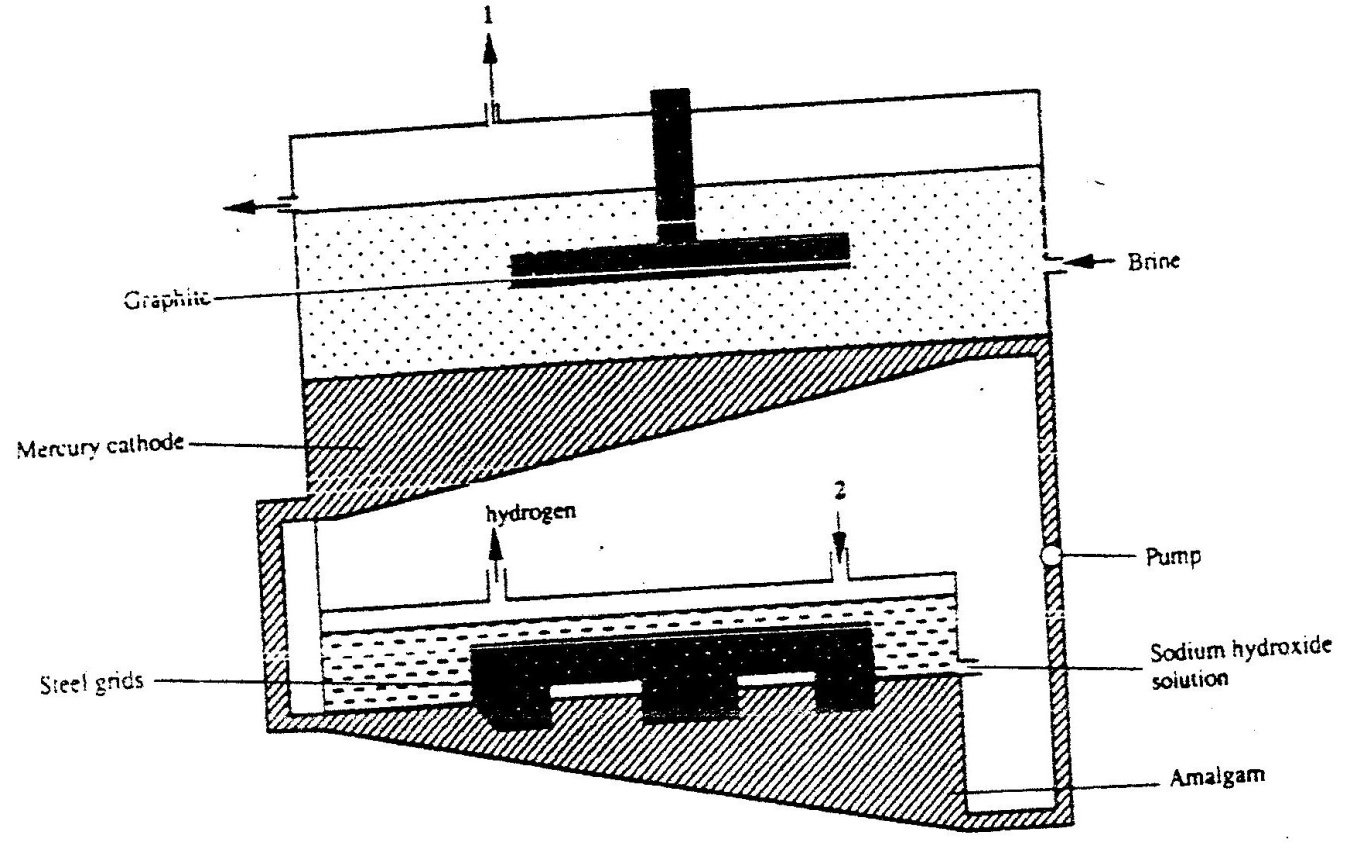 1
Graphite
Brine
Mercury cathode
hydrogen
2
Pump
Steel grids
Sodium hydroxide
solution
Amalgam